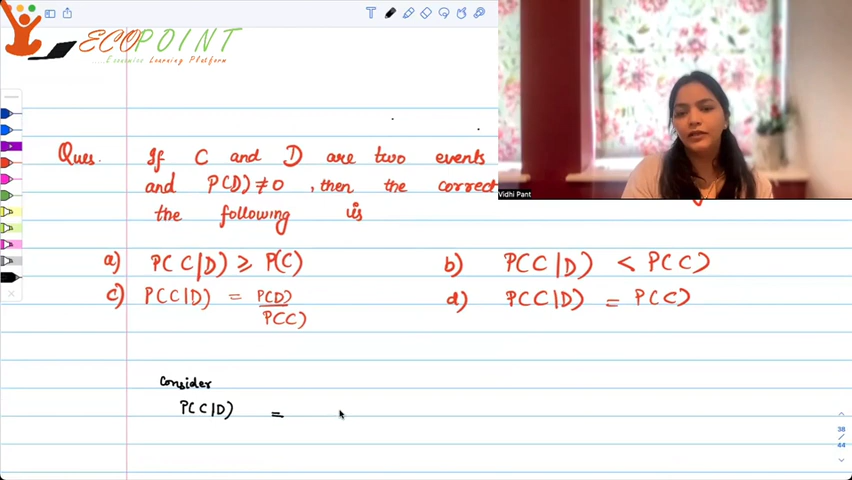 ECOPOINT
Economics Learning Platform
Ques. If C and D are two events
and P(D) ≠ 0 , then the correct
the following is
Vidhi Pant
a) P(C|D) ⩾ P(C) b) P(C|D) < P(C)
c) P(C|D) = P(D)/P(C) d) P(C|D) = P(C)
Consider
P(C|D) =
38
/
44